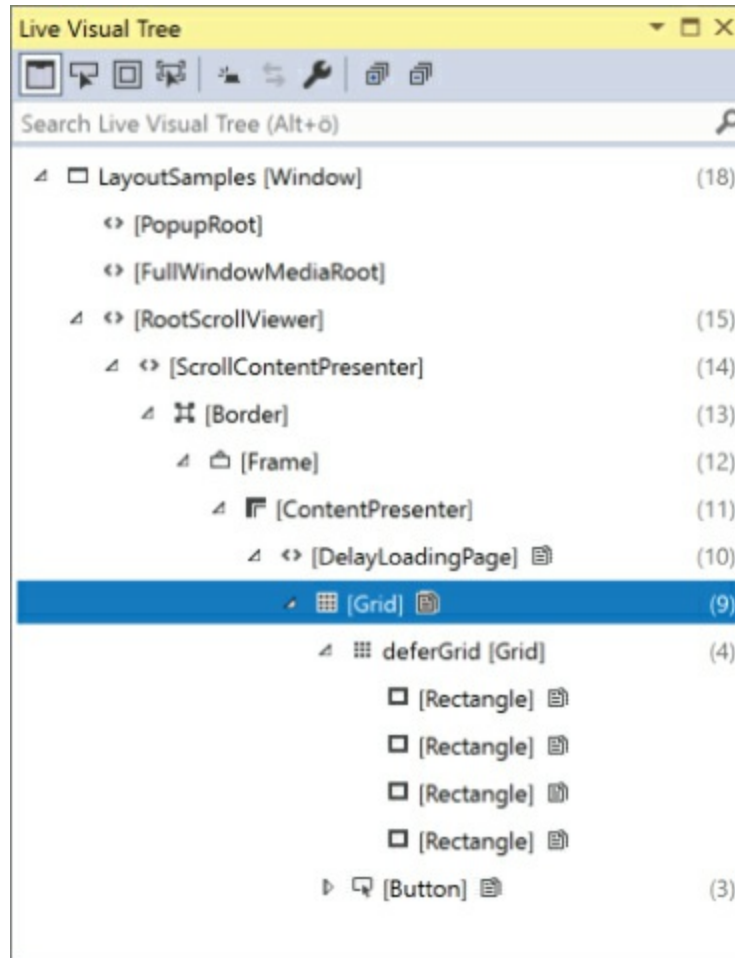 Live Visual Tree
Search Live Visual Tree (Alt+ö)
LayoutSamples [Window] (18)
[PopupRoot]
[FullWindowMediaRoot]
[RootScrollViewer] (15)
[ScrollContentPresenter] (14)
[Border] (13)
[Frame] (12)
[ContentPresenter] (11)
[DelayLoadingPage] (10)
[Grid] (9)
deferGrid [Grid] (4)
[Rectangle]
[Rectangle]
[Rectangle]
[Rectangle]
[Button] (3)